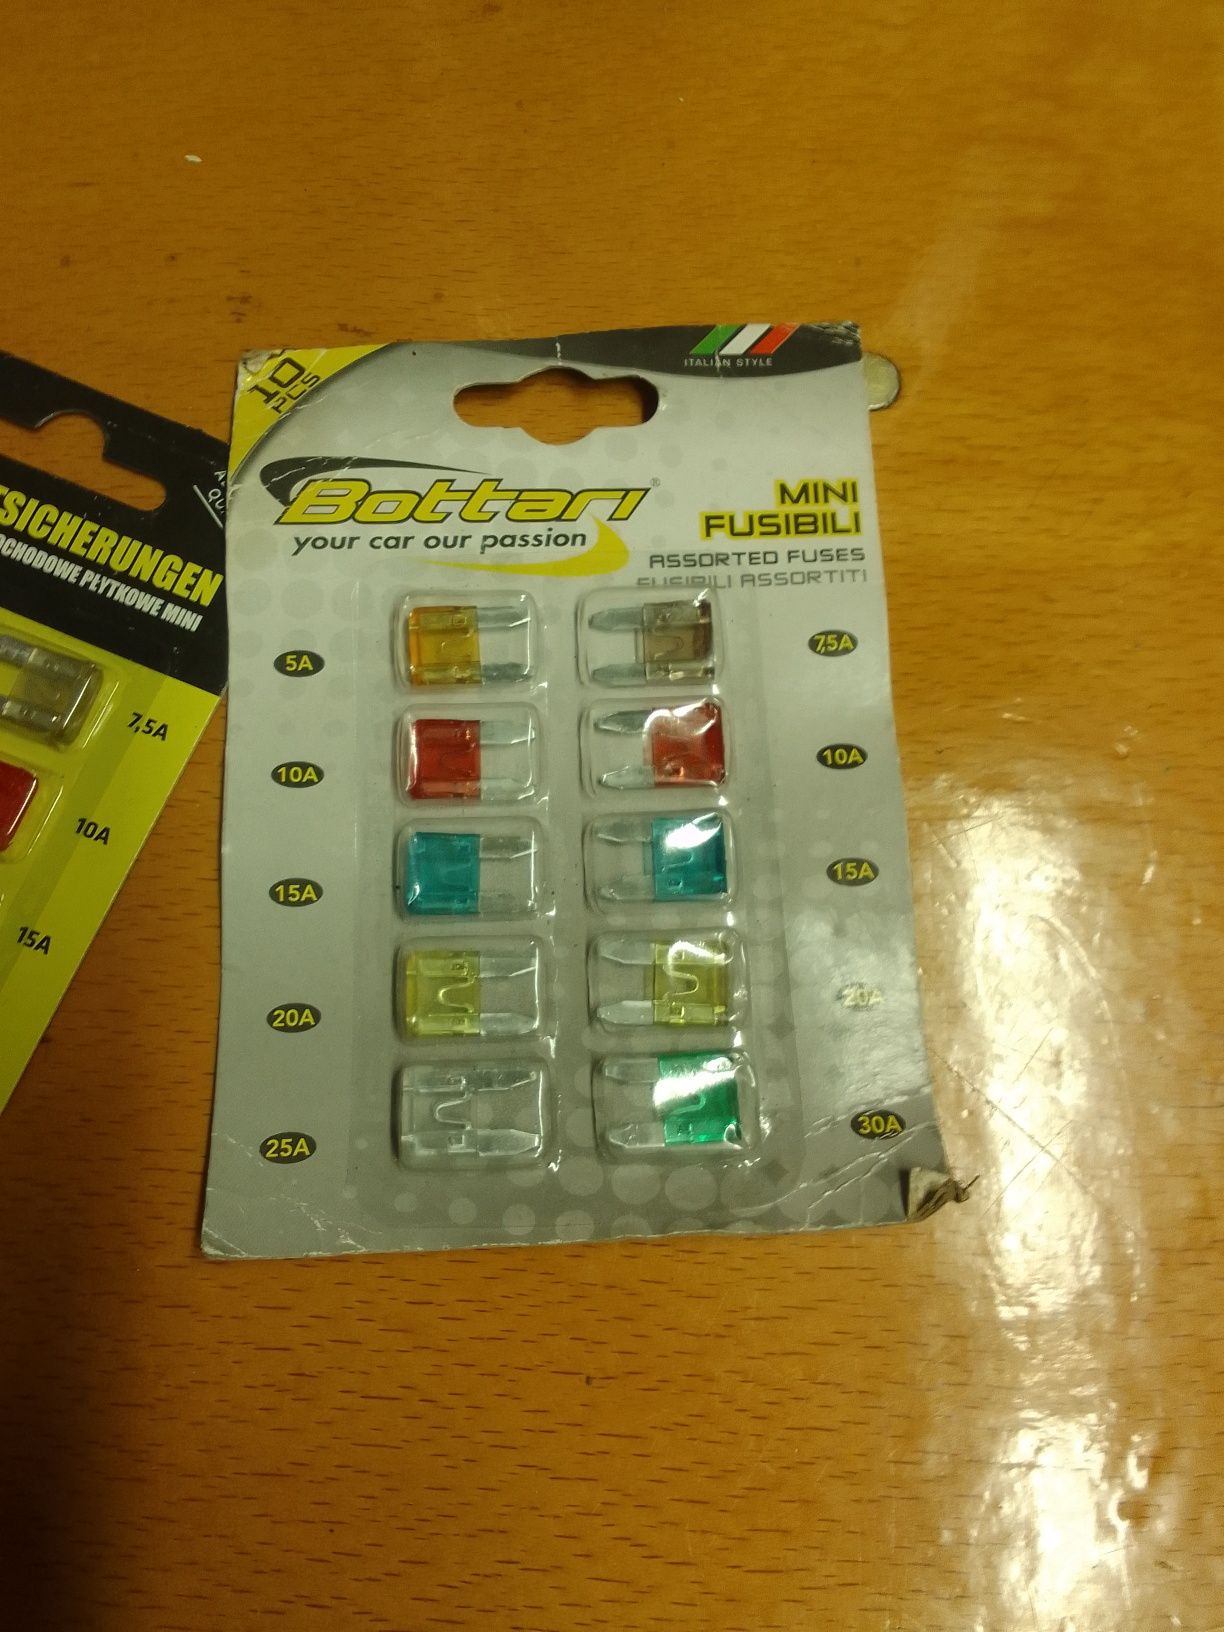 10
PCS
ITALIAN STYLE
Bottari®
your car our passion
MINI
FUSIBILI
ASSORTED FUSES
FUSIBILI ASSORTITI
5A
7,5A
10A
10A
15A
15A
20A
20A
25A
30A
PŁYTKOWE MINI
7,5A
10A
15A